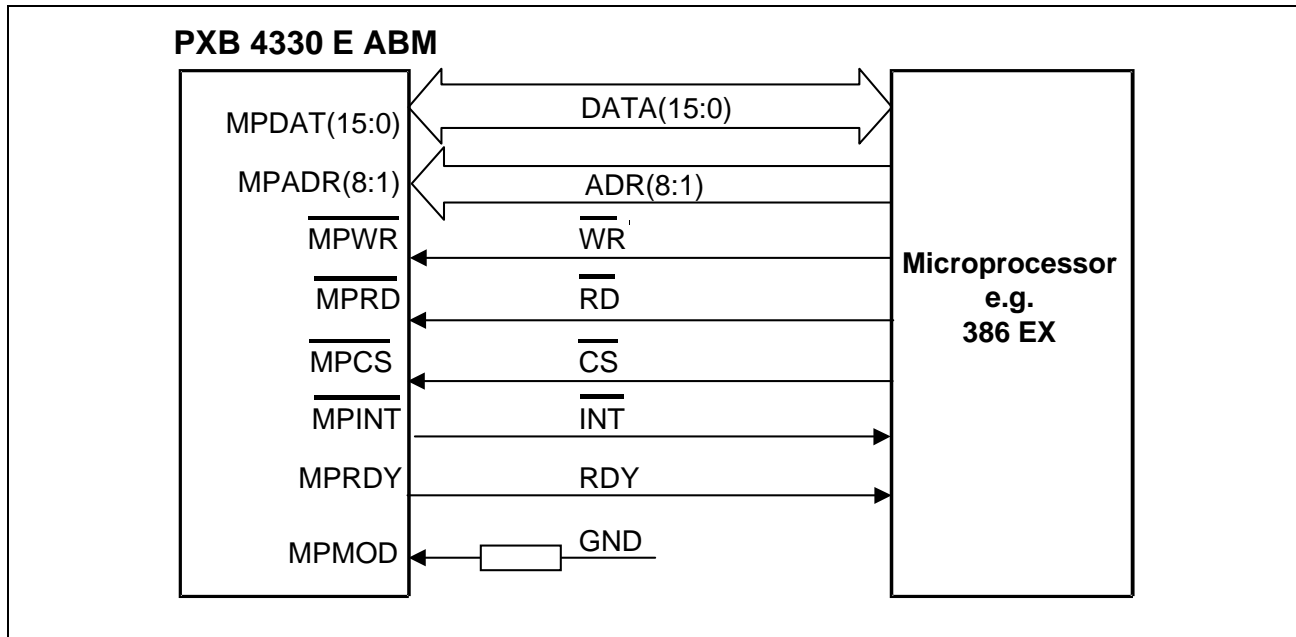 PXB 4330 E ABM
MPDAT(15:0)
DATA(15:0)
MPADR(8:1)
ADR(8:1)
MPWR
WR
MPRD
RD
MPCS
CS
MPINT
INT
MPRDY
RDY
MPMOD
GND
Microprocessor
e.g.
386 EX